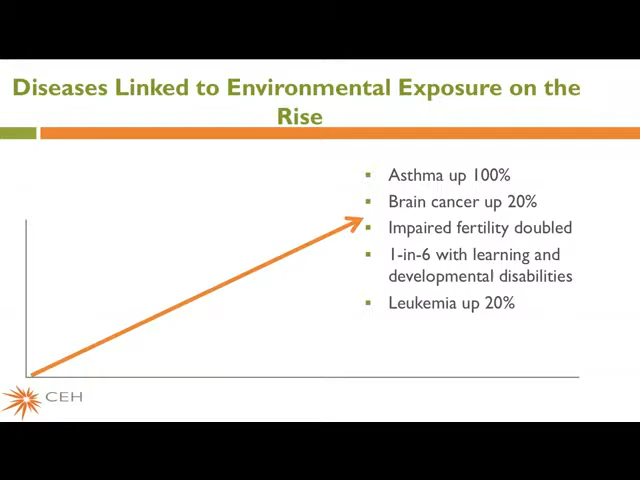 Diseases Linked to Environmental Exposure on the
Rise
▪ Asthma up 100%
▪ Brain cancer up 20%
▪ Impaired fertility doubled
▪ 1-in-6 with learning and
developmental disabilities
▪ Leukemia up 20%
CEH